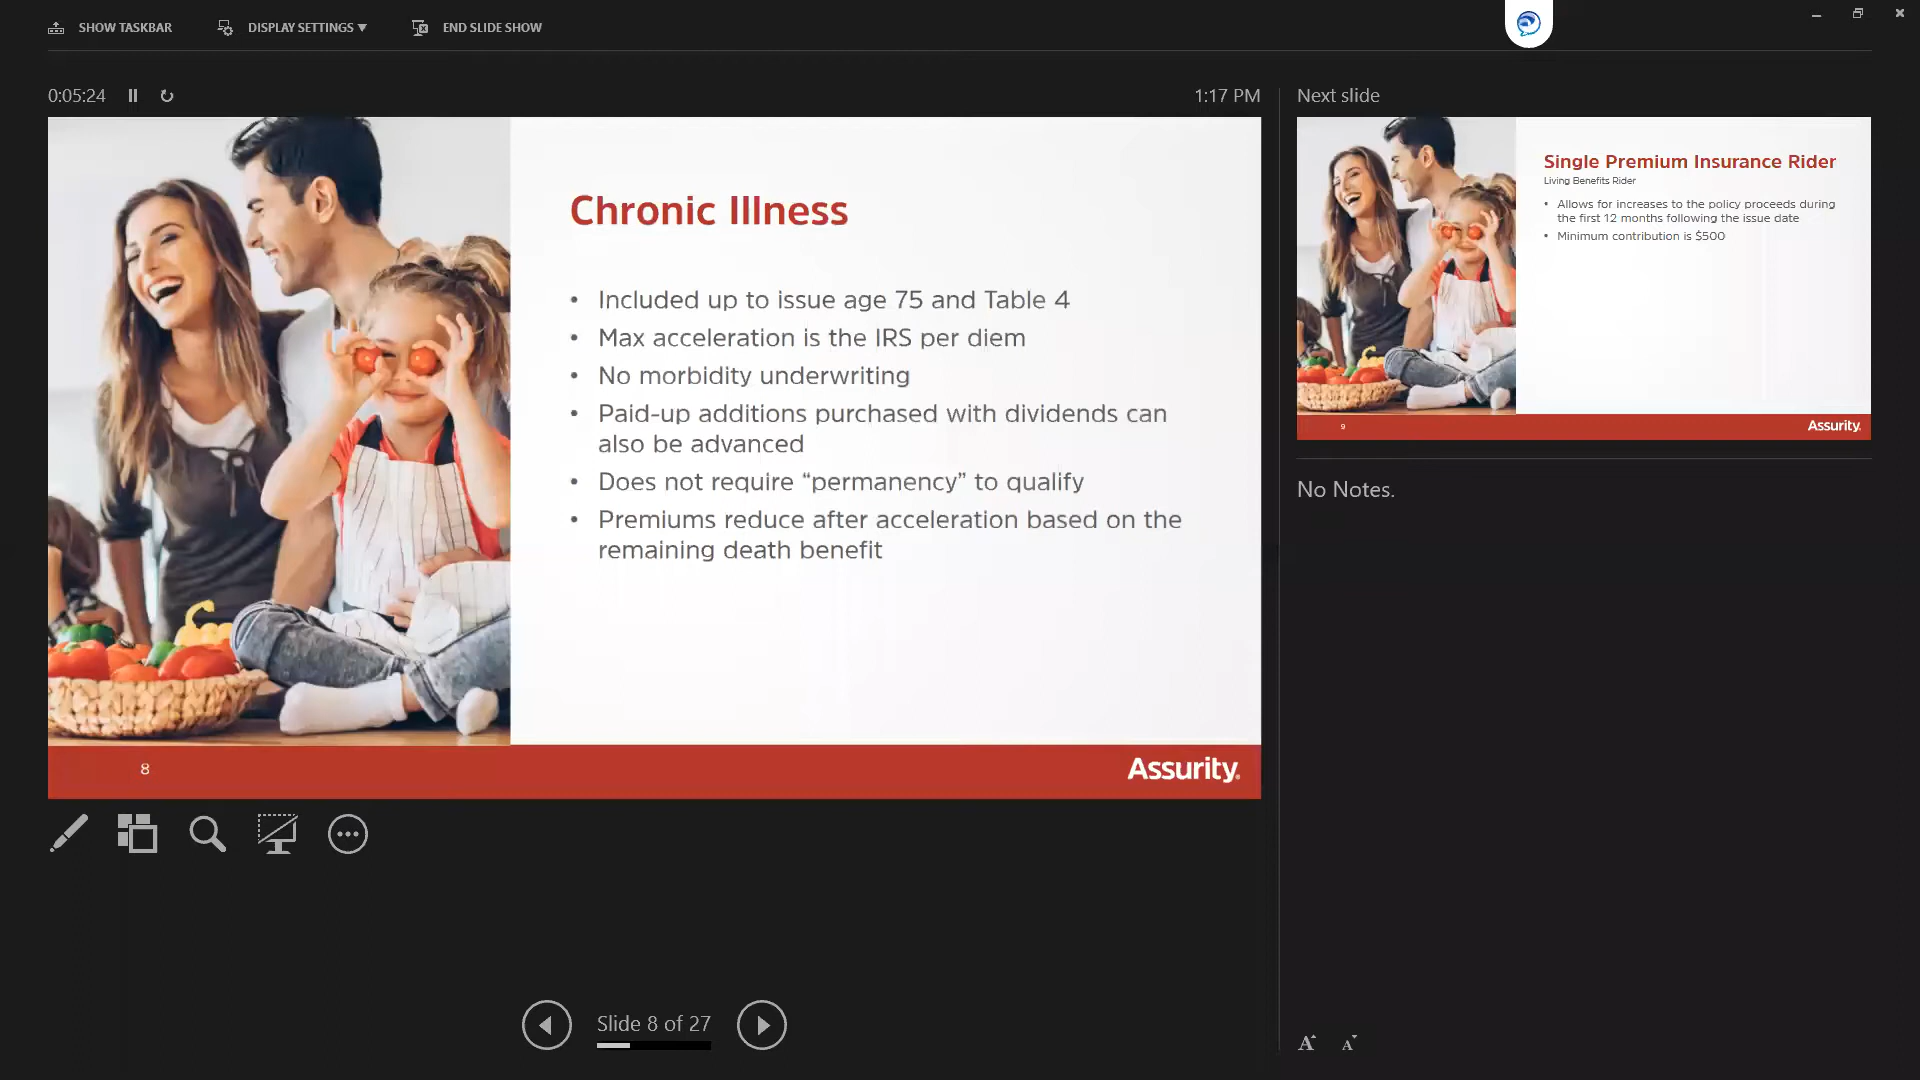 SHOW TASKBAR
DISPLAY SETTINGS
END SLIDE SHOW
0:05:24
1:17 PM
Chronic Illness
• Included up to issue age 75 and Table 4
• Max acceleration is the IRS per diem
• No morbidity underwriting
• Paid-up additions purchased with dividends can
also be advanced
• Does not require “permanency” to qualify
• Premiums reduce after acceleration based on the
remaining death benefit
8
Assurity®
Next slide
Single Premium Insurance Rider
Living Benefits Rider
• Allows for increases to the policy proceeds during
the first 12 months following the issue date
• Minimum contribution is $500
9
Assurity®
No Notes.
Slide 8 of 27
A
A